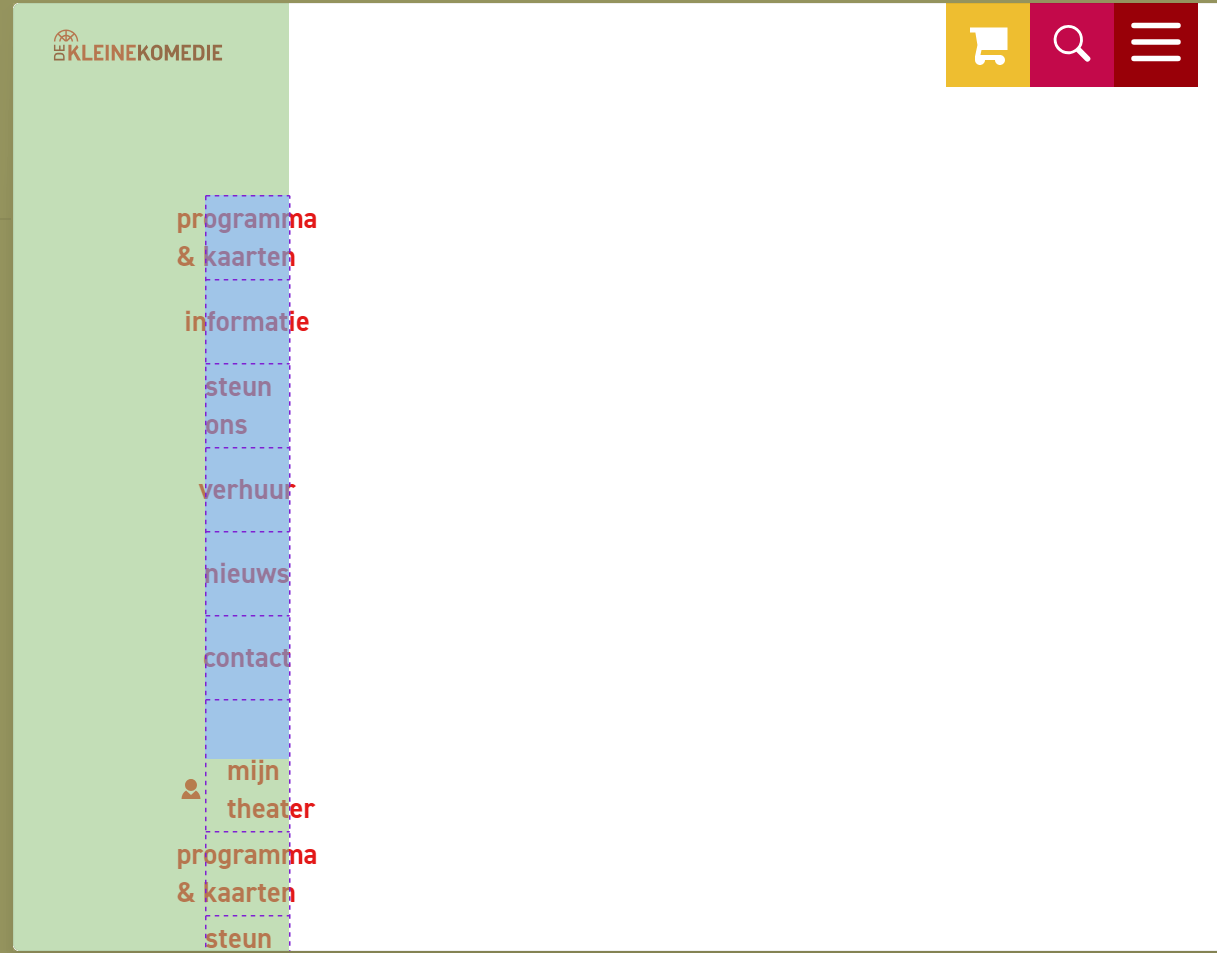 DE KLEINEKOMEDIE
programma
& kaarten
informatie
steun
ons
verhuur
nieuws
contact
mijn
theater
programma
& kaarten
steun